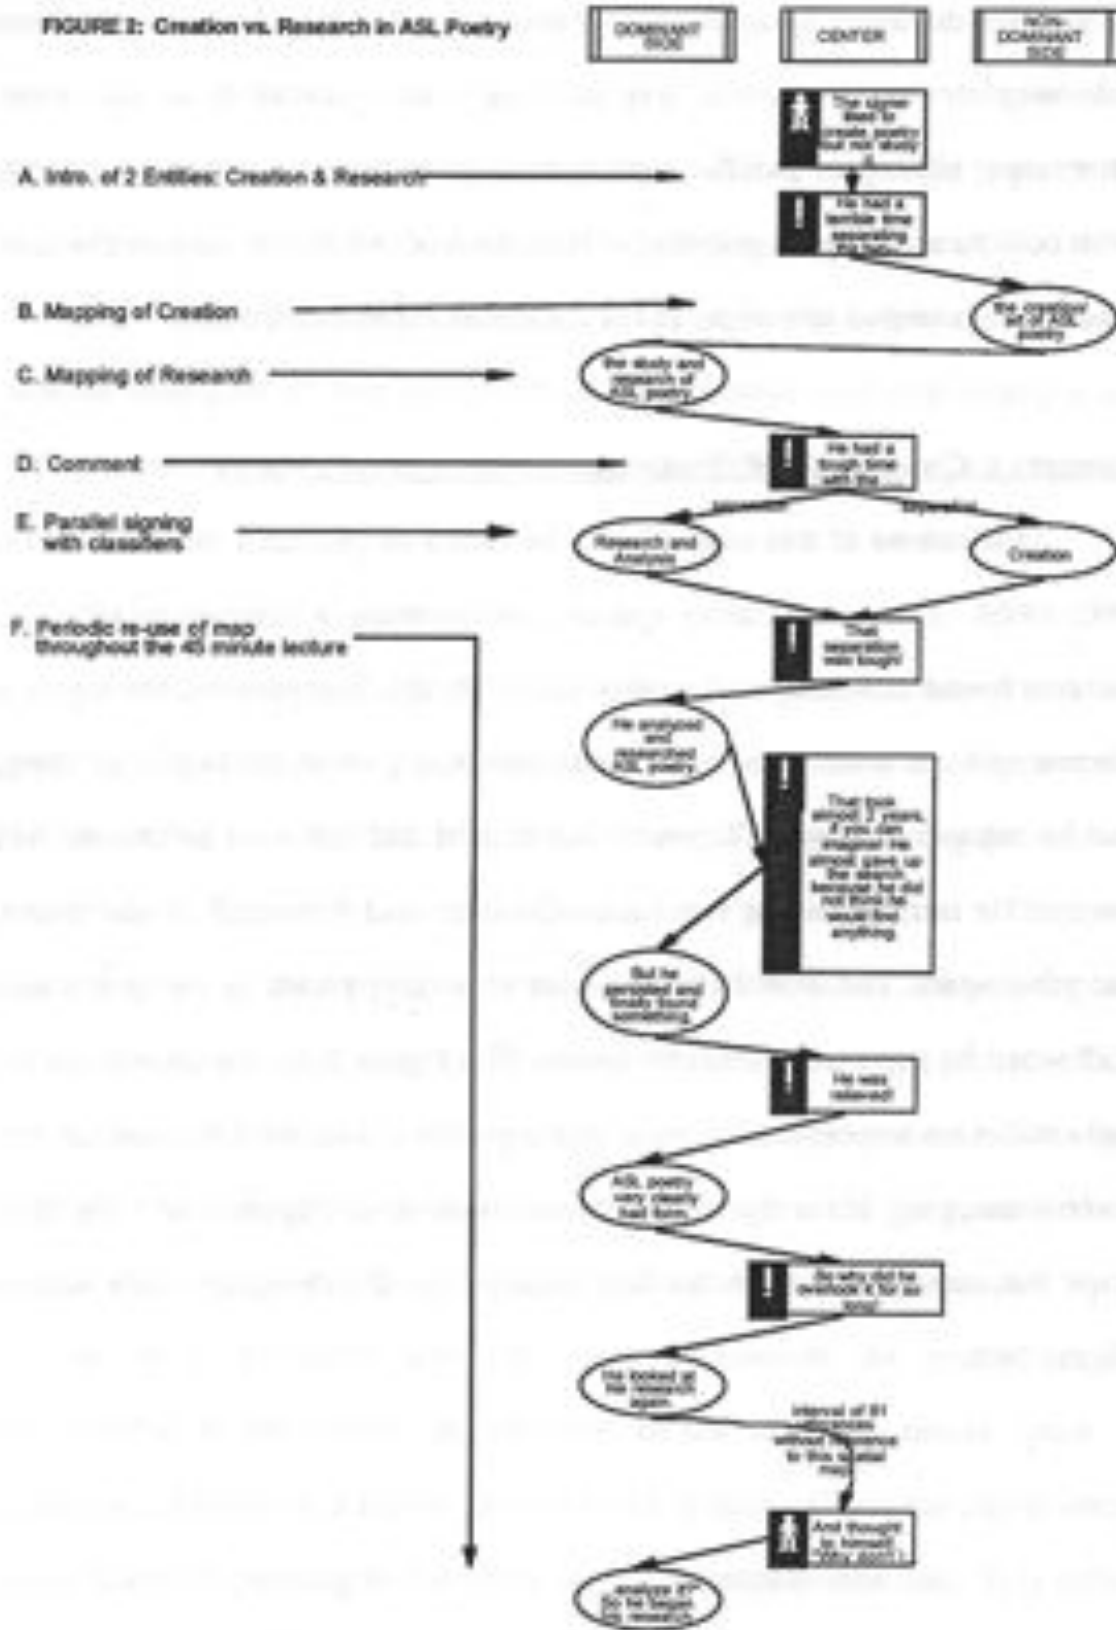 FIGURE 2: Creation vs. Research in ASL Poetry
DOMINANT
SIDE
CENTER
NON-
DOMINANT
SIDE
The signer
liked to
create poetry
but not study
A. Intro. of 2 Entities: Creation & Research
He had a
terrible time
separating
B. Mapping of Creation
the creation/
art of ASL
poetry
C. Mapping of Research
the study and
research of
ASL poetry
D. Comment
He had a
tough time
with the ...
E. Parallel signing
with classifiers
Research and
Analysis
Creation
F. Periodic re-use of map
throughout the 45 minute lecture
That
separation
was tough!
He analyzed
and
researched
ASL poetry.
That took
almost 2 years,
if you can
imagine! He
almost gave up
the search
because he did
not think he
would find
anything.
But he
persisted and
finally found
something.
He was
relieved!
ASL poetry
very clearly
had form.
So why did he
overlook it for so
long?
He looked at
his research
again.
interval of 81
utterances
without reference
to this spatial
map
And thought
to himself,
"Why don't I
analyze it?"
So he began
his research.